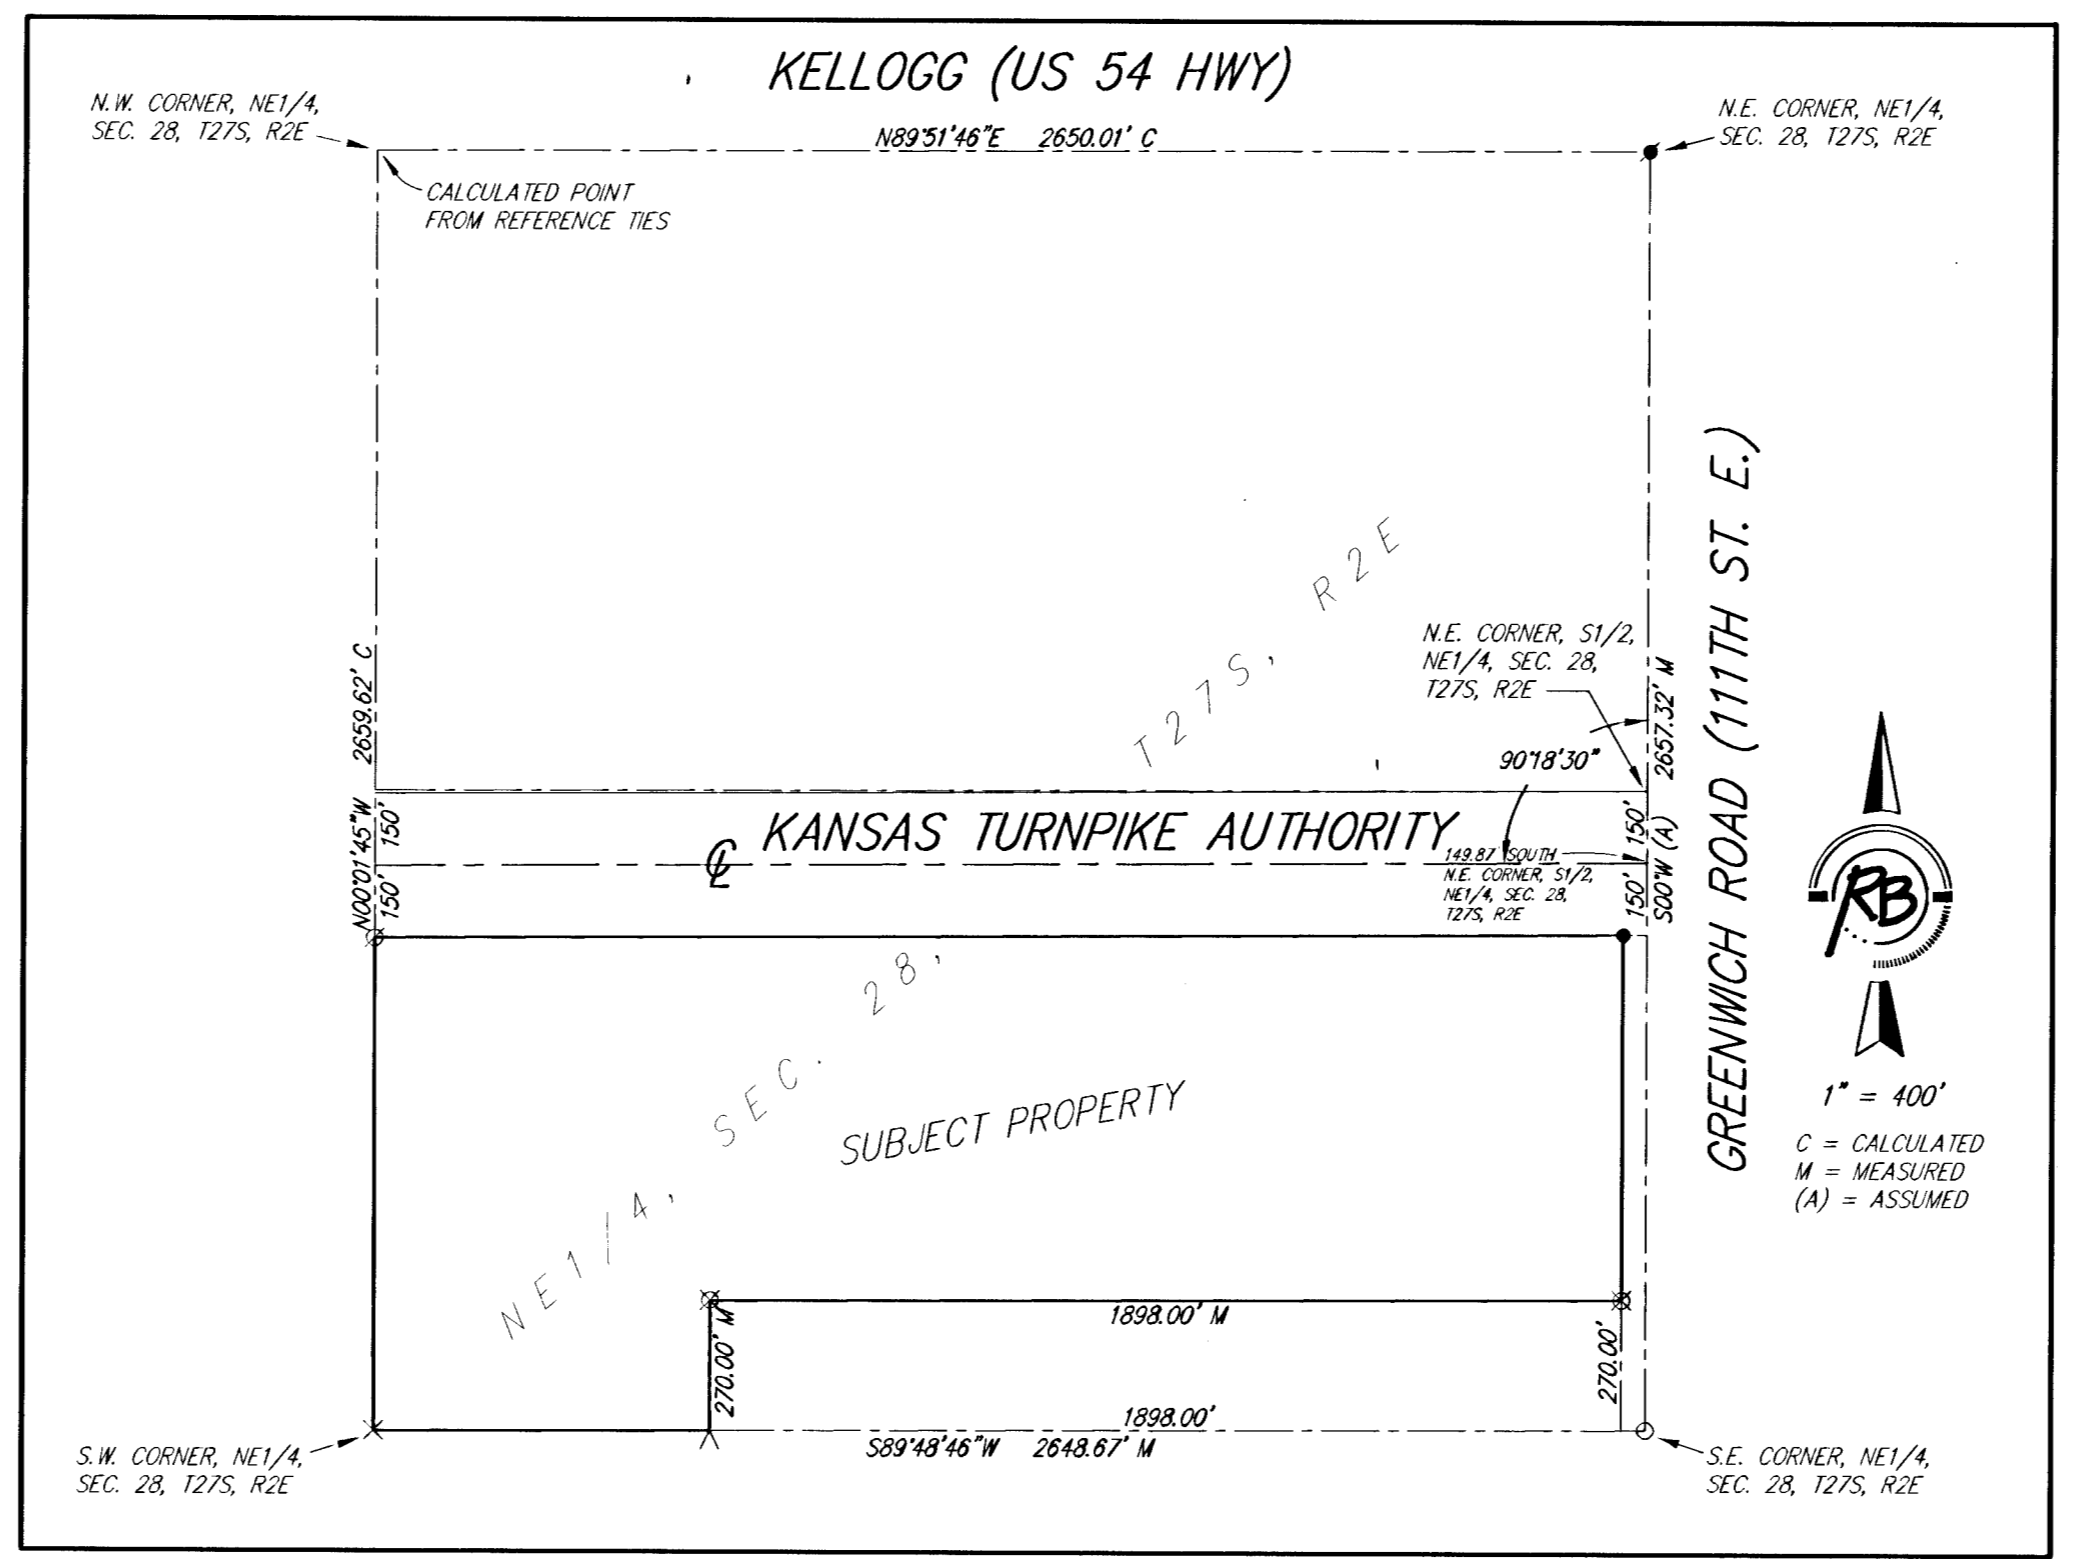 KELLOGG (US 54 HWY)
N.W. CORNER, NE1/4,
SEC. 28, T27S, R2E
N.E. CORNER, NE1/4,
SEC. 28, T27S, R2E
N89°51'46"E 2650.01' C
CALCULATED POINT
FROM REFERENCE TIES
NE1/4, SEC. 28, T27S, R2E
N.E. CORNER, S1/2,
NE1/4, SEC. 28,
T27S, R2E
90°18'30"
2659.62' C
N00°01'45"W
150'
150'
2657.32' M
S00°W (A)
150'
150'
GREENWICH ROAD (111TH ST. E.)
KANSAS TURNPIKE AUTHORITY
℄
149.87' SOUTH
N.E. CORNER, S1/2,
NE1/4, SEC. 28,
T27S, R2E
RB
1" = 400'
C = CALCULATED
M = MEASURED
(A) = ASSUMED
SUBJECT PROPERTY
1898.00' M
270.00' M
270.00'
1898.00'
S89°48'46"W 2648.67' M
S.W. CORNER, NE1/4,
SEC. 28, T27S, R2E
S.E. CORNER, NE1/4,
SEC. 28, T27S, R2E